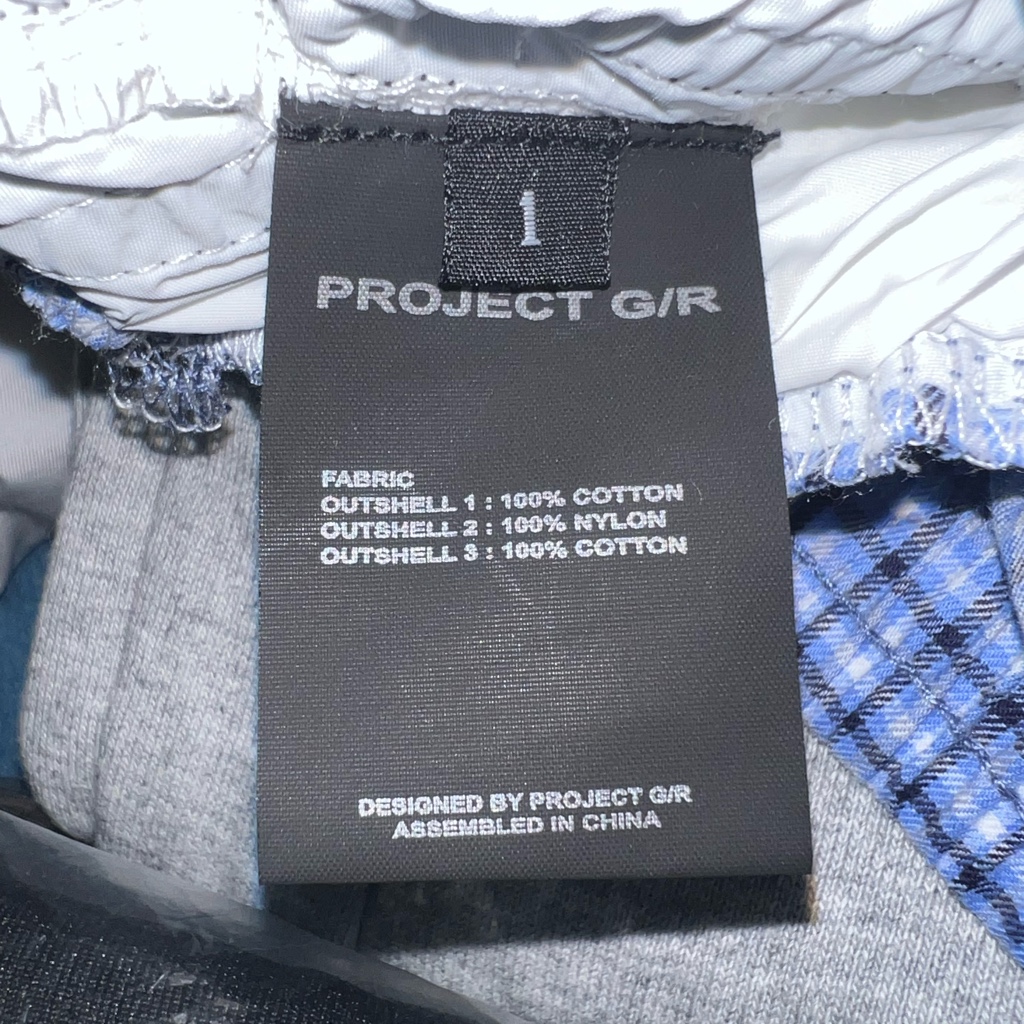 1
PROJECT G/R
FABRIC
OUTSHELL 1 : 100% COTTON
OUTSHELL 2 : 100% NYLON
OUTSHELL 3 : 100% COTTON
DESIGNED BY PROJECT G/R
ASSEMBLED IN CHINA